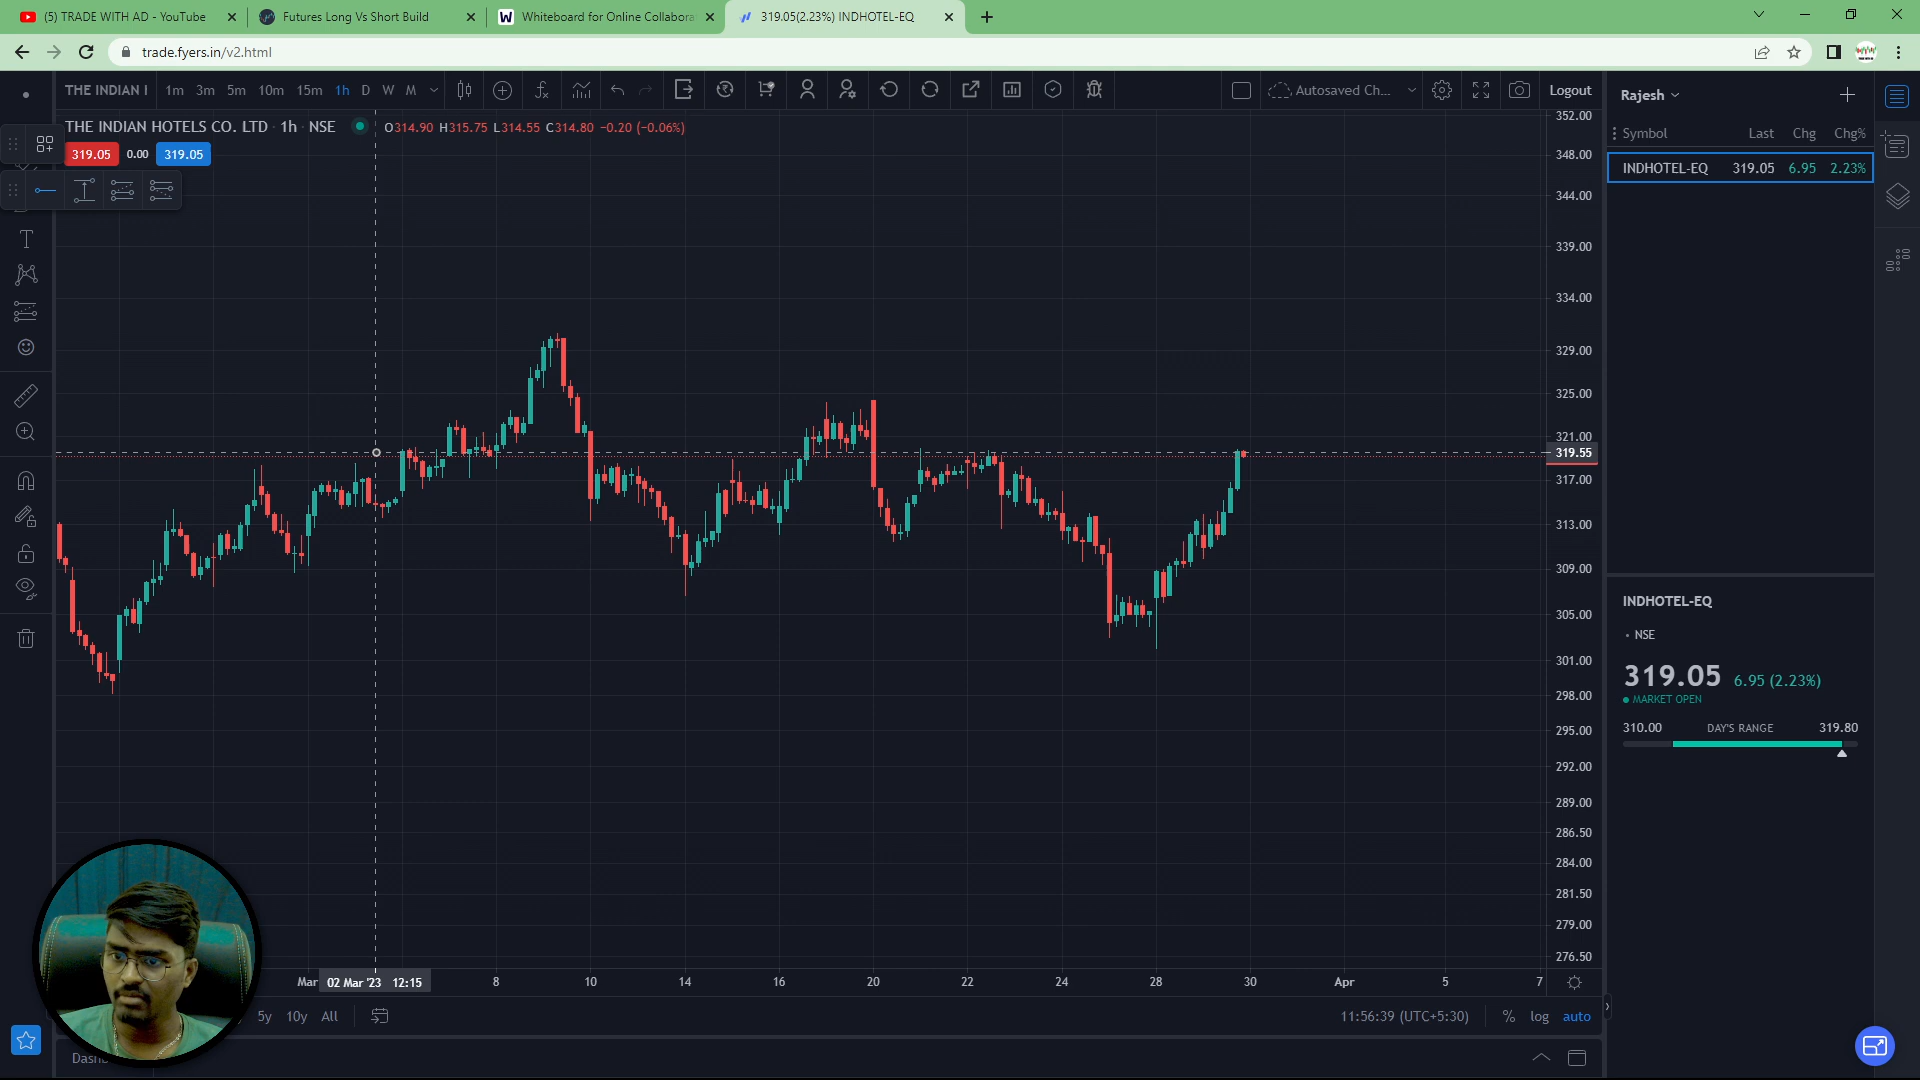 (5) TRADE WITH AD - YouTube
Futures Long Vs Short Build
Whiteboard for Online Collabora
319.05(2.23%) INDHOTEL-EQ
trade.fyers.in/v2.html
THE INDIAN I 1m 3m 5m 10m 15m 1h D W M
Autosaved Ch...
Logout
THE INDIAN HOTELS CO. LTD · 1h · NSE
O314.90 H315.75 L314.55 C314.80 −0.20 (−0.06%)
319.05 0.00 319.05
352.00
348.00
344.00
339.00
334.00
329.00
325.00
321.00
319.55
317.00
313.00
309.00
305.00
301.00
298.00
295.00
292.00
289.00
286.50
284.00
281.50
279.00
276.50
Mar 02 Mar '23 12:15 8 10 14 16 20 22 24 28 30 Apr 5 7
5y 10y All
11:56:39 (UTC+5:30) % log auto
Rajesh
Symbol Last Chg Chg%
INDHOTEL-EQ 319.05 6.95 2.23%
INDHOTEL-EQ
• NSE
319.05 6.95 (2.23%)
MARKET OPEN
310.00 DAY'S RANGE 319.80